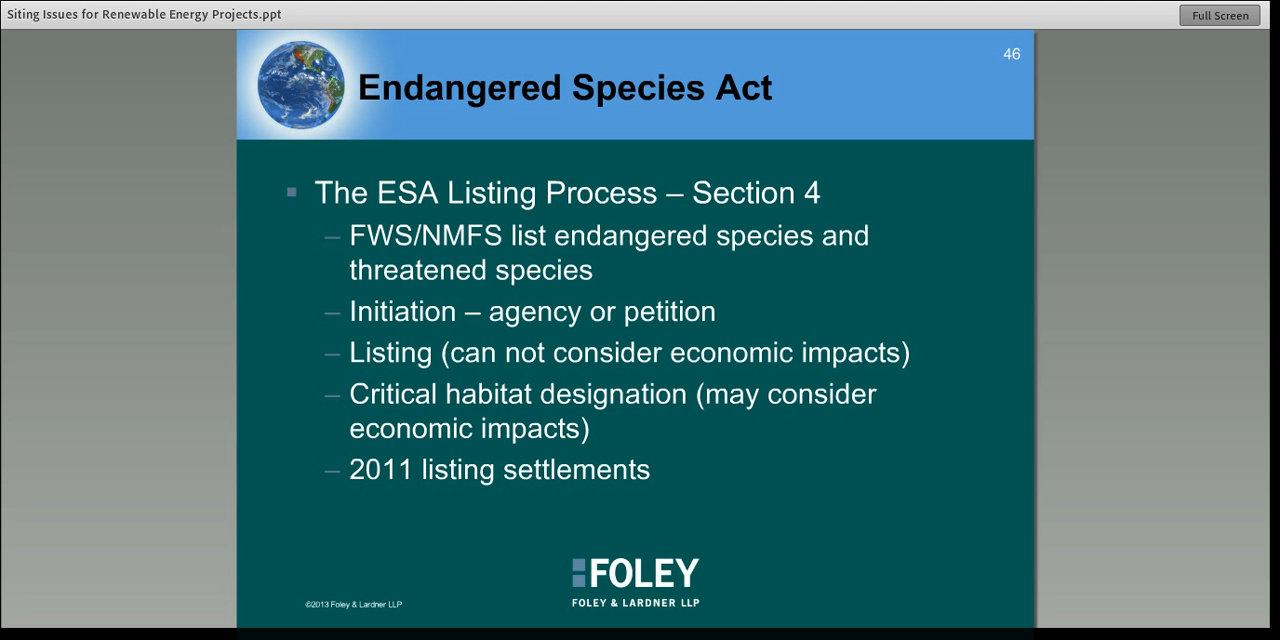 Siting Issues for Renewable Energy Projects.ppt
Full Screen
46
Endangered Species Act
▪ The ESA Listing Process – Section 4
– FWS/NMFS list endangered species and
threatened species
– Initiation – agency or petition
– Listing (can not consider economic impacts)
– Critical habitat designation (may consider
economic impacts)
– 2011 listing settlements
FOLEY
FOLEY & LARDNER LLP
©2013 Foley & Lardner LLP